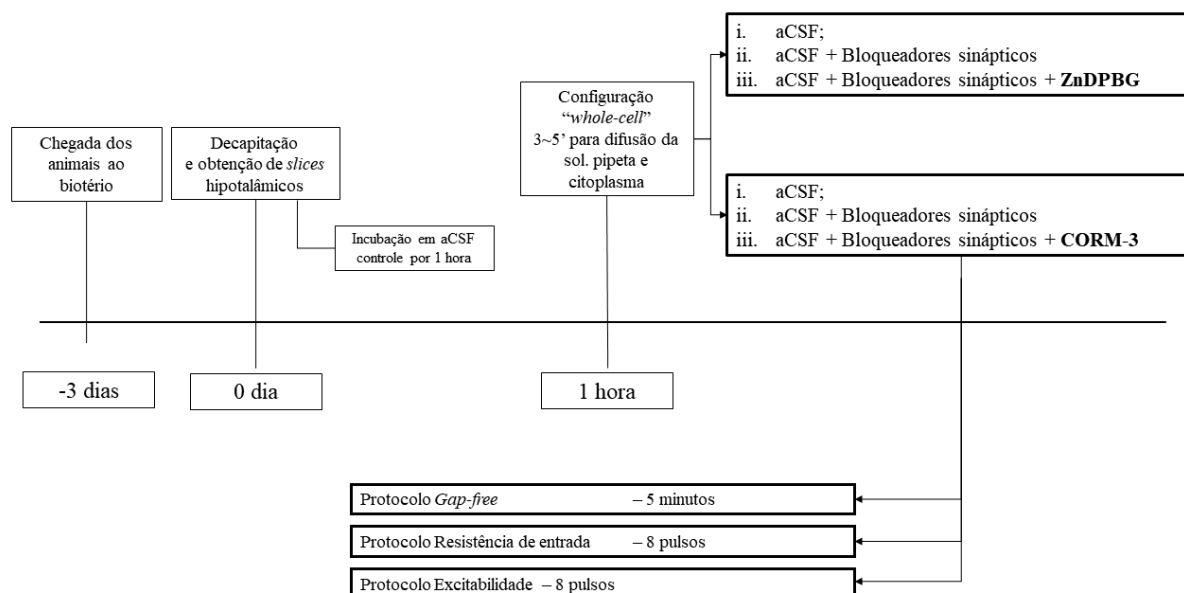 i. aCSF;
ii. aCSF + Bloqueadores sinápticos
iii. aCSF + Bloqueadores sinápticos + ZnDPBG
Configuração
“whole-cell”
3~5’ para difusão da
sol. pipeta e
citoplasma
Chegada dos
animais ao
biotério
Decapitação
e obtenção de slices
hipotalâmicos
Incubação em aCSF
controle por 1 hora
i. aCSF;
ii. aCSF + Bloqueadores sinápticos
iii. aCSF + Bloqueadores sinápticos + CORM-3
-3 dias
0 dia
1 hora
Protocolo Gap-free – 5 minutos
Protocolo Resistência de entrada – 8 pulsos
Protocolo Excitabilidade – 8 pulsos